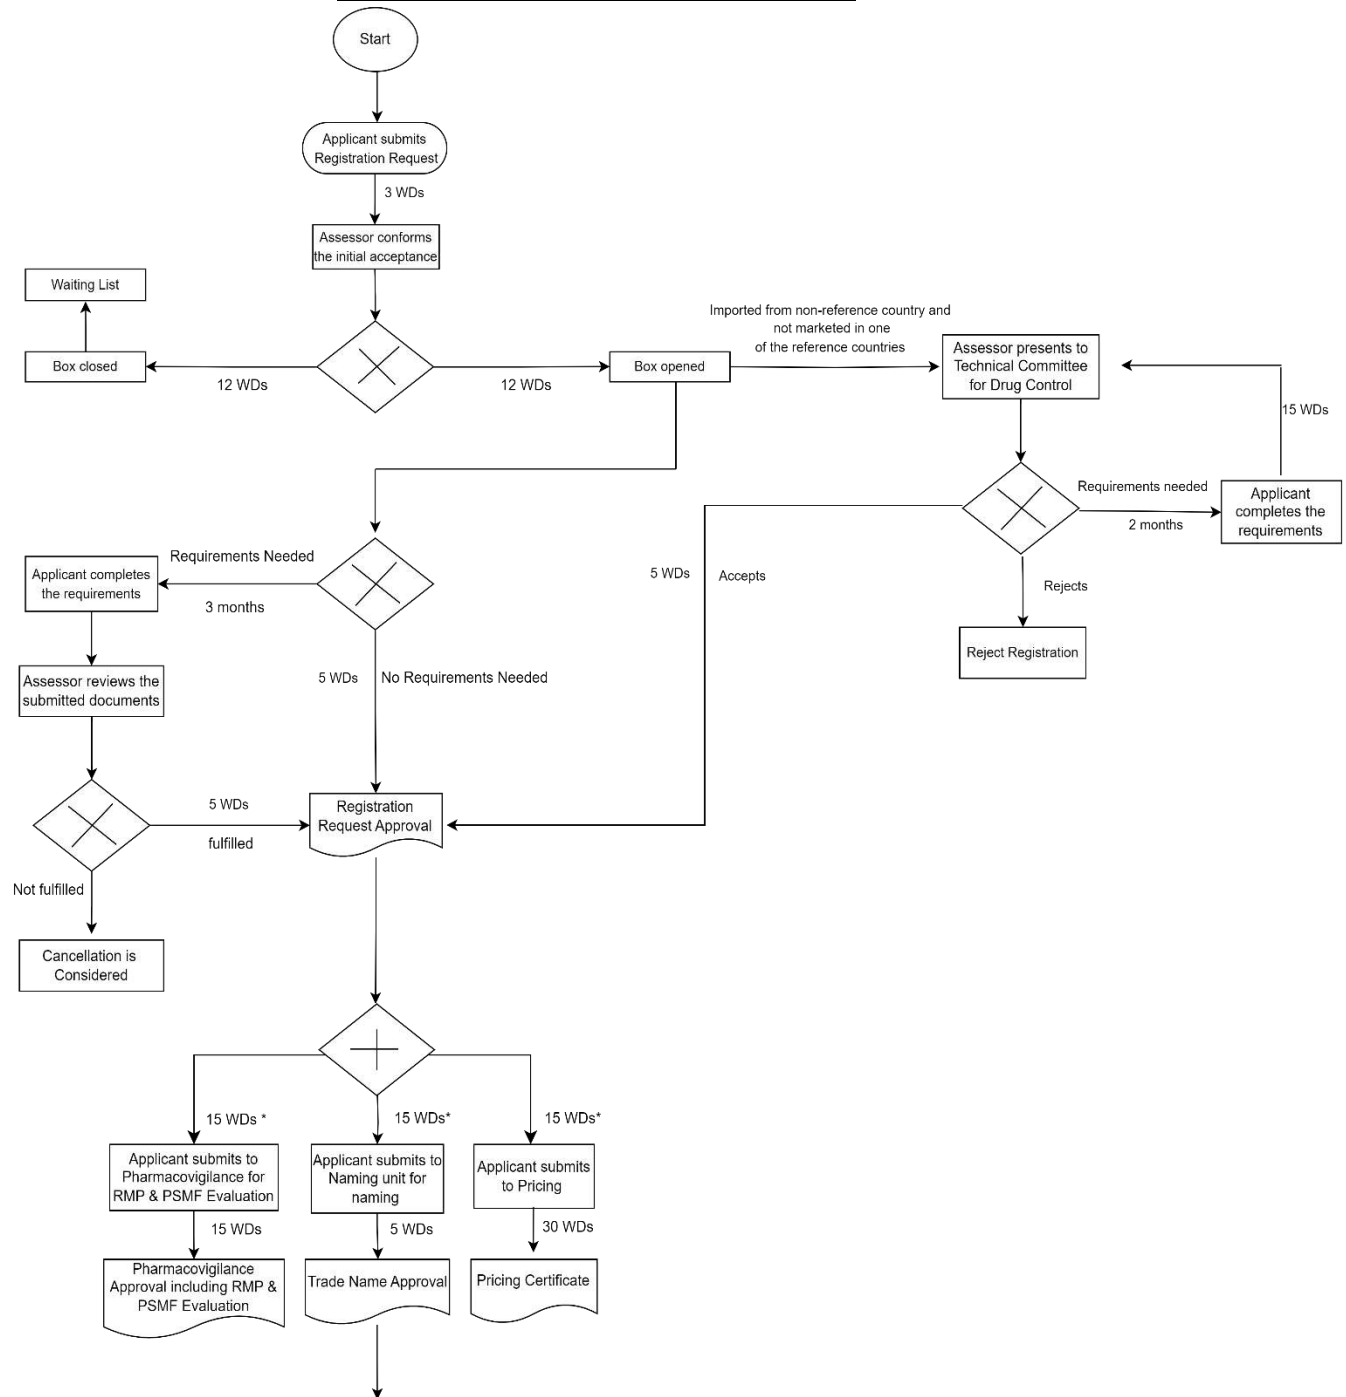 Start
Applicant submits
Registration Request
3 WDs
Assessor conforms
the initial acceptance
Waiting List
Box closed
12 WDs
12 WDs
Box opened
Imported from non-reference country and
not marketed in one
of the reference countries
Assessor presents to
Technical Committee
for Drug Control
15 WDs
Requirements needed
2 months
Applicant
completes the
requirements
Rejects
Reject Registration
5 WDs
Accepts
Requirements Needed
3 months
Applicant completes
the requirements
5 WDs
No Requirements Needed
Assessor reviews the
submitted documents
5 WDs
fulfilled
Registration
Request Approval
Not fulfilled
Cancellation is
Considered
15 WDs *
15 WDs*
15 WDs*
Applicant submits to
Pharmacovigilance for
RMP & PSMF Evaluation
Applicant submits to
Naming unit for
naming
Applicant submits
to Pricing
15 WDs
5 WDs
30 WDs
Pharmacovigilance
Approval including RMP &
PSMF Evaluation
Trade Name Approval
Pricing Certificate